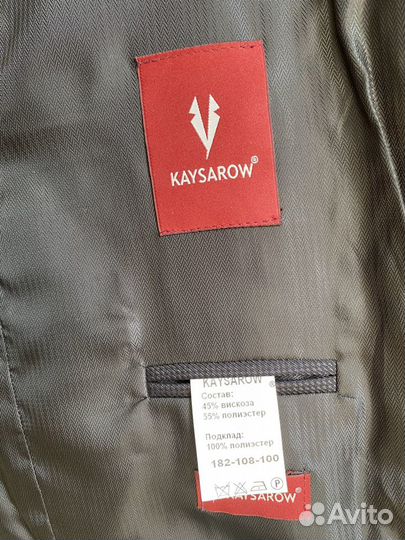 KAYSAROW®
KAYSAROW®
Состав:
45% вискоза
55% полиэстер
Подклад:
100% полиэстер
182-108-100
P
KAYSAROW®
Avito